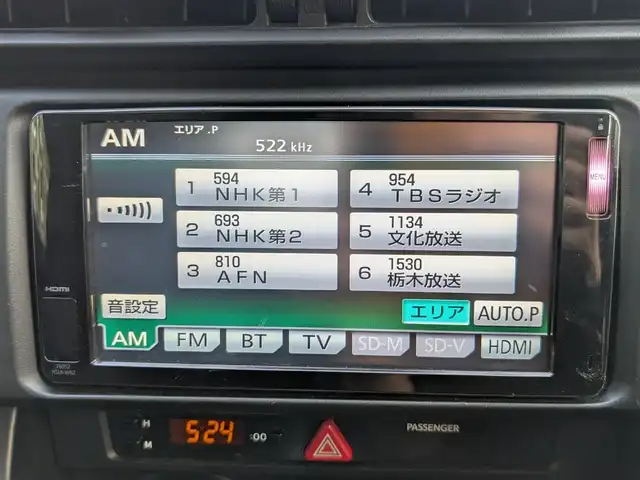 AM エリア.P
522 kHz
1 594 NHK第1
4 954 TBSラジオ
2 693 NHK第2
5 1134 文化放送
3 810 AFN
6 1530 栃木放送
MENU
HDMI
音設定 エリア AUTO.P
AM FM BT TV SD-M SD-V HDMI
H
M
5:24 :00
PASSENGER